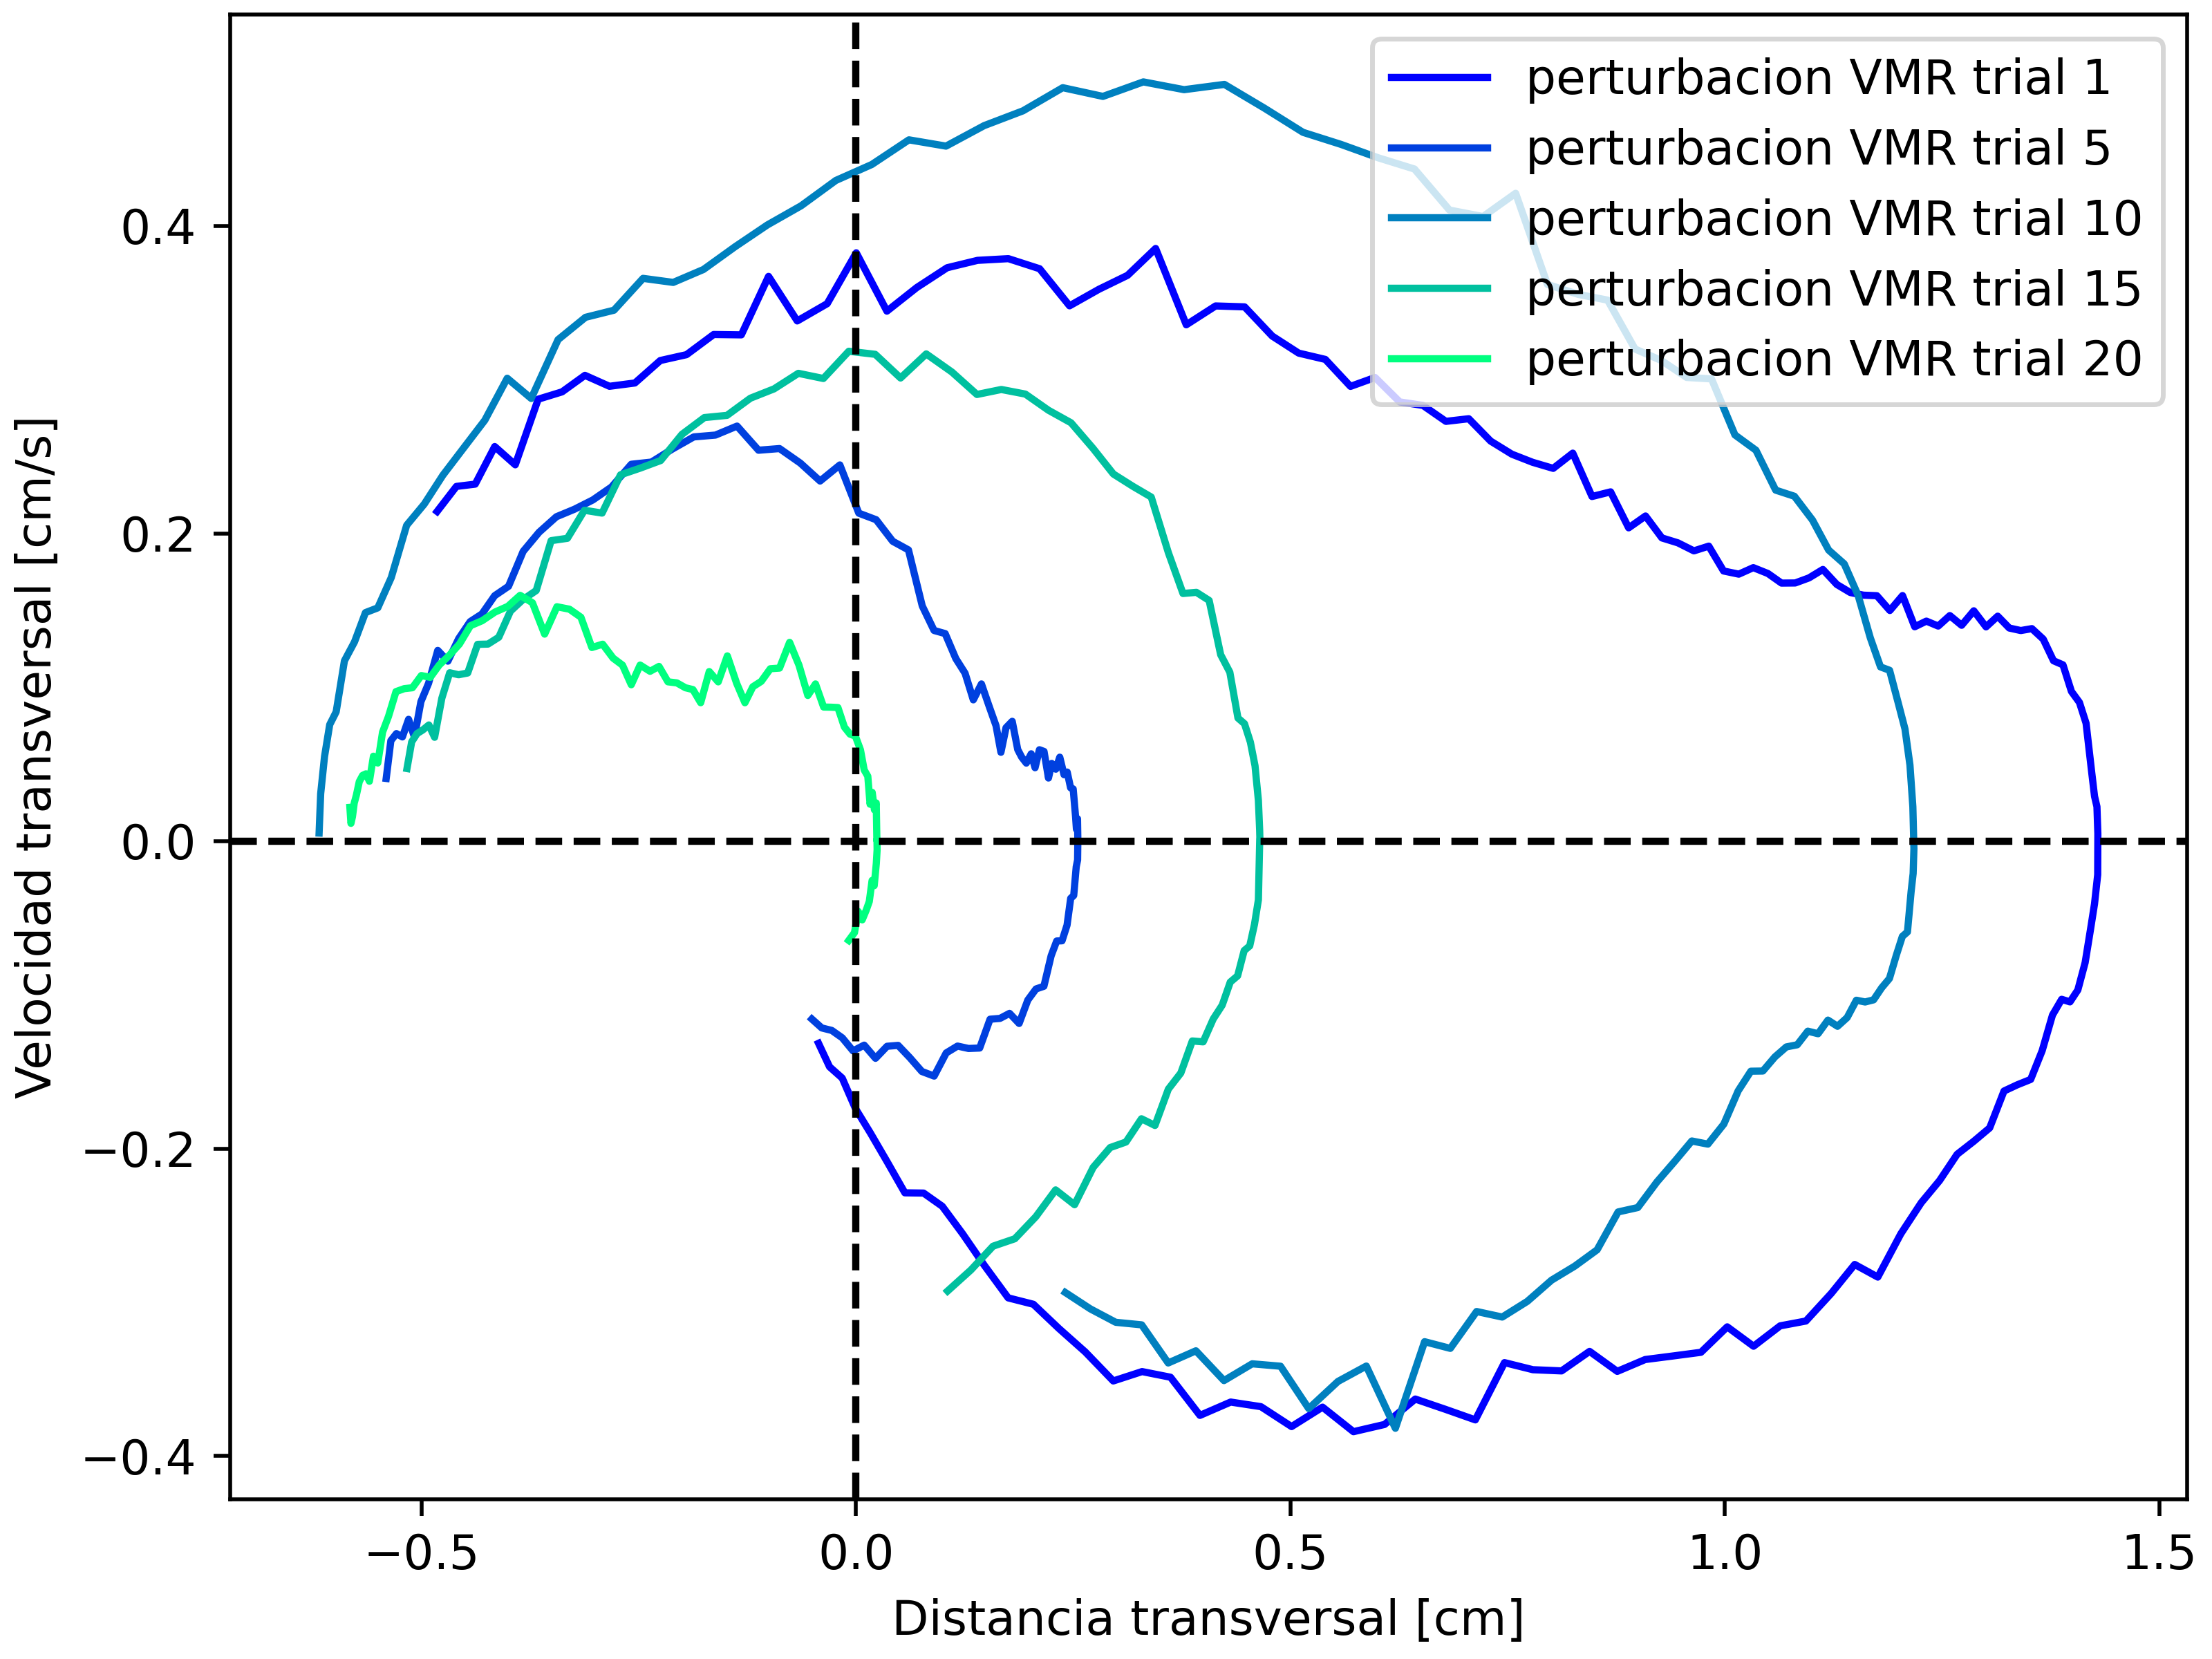 perturbacion VMR trial 1
perturbacion VMR trial 5
perturbacion VMR trial 10
perturbacion VMR trial 15
perturbacion VMR trial 20
Velocidad transversal [cm/s]
0.4
0.2
0.0
−0.2
−0.4
−0.5
0.0
0.5
1.0
1.5
Distancia transversal [cm]